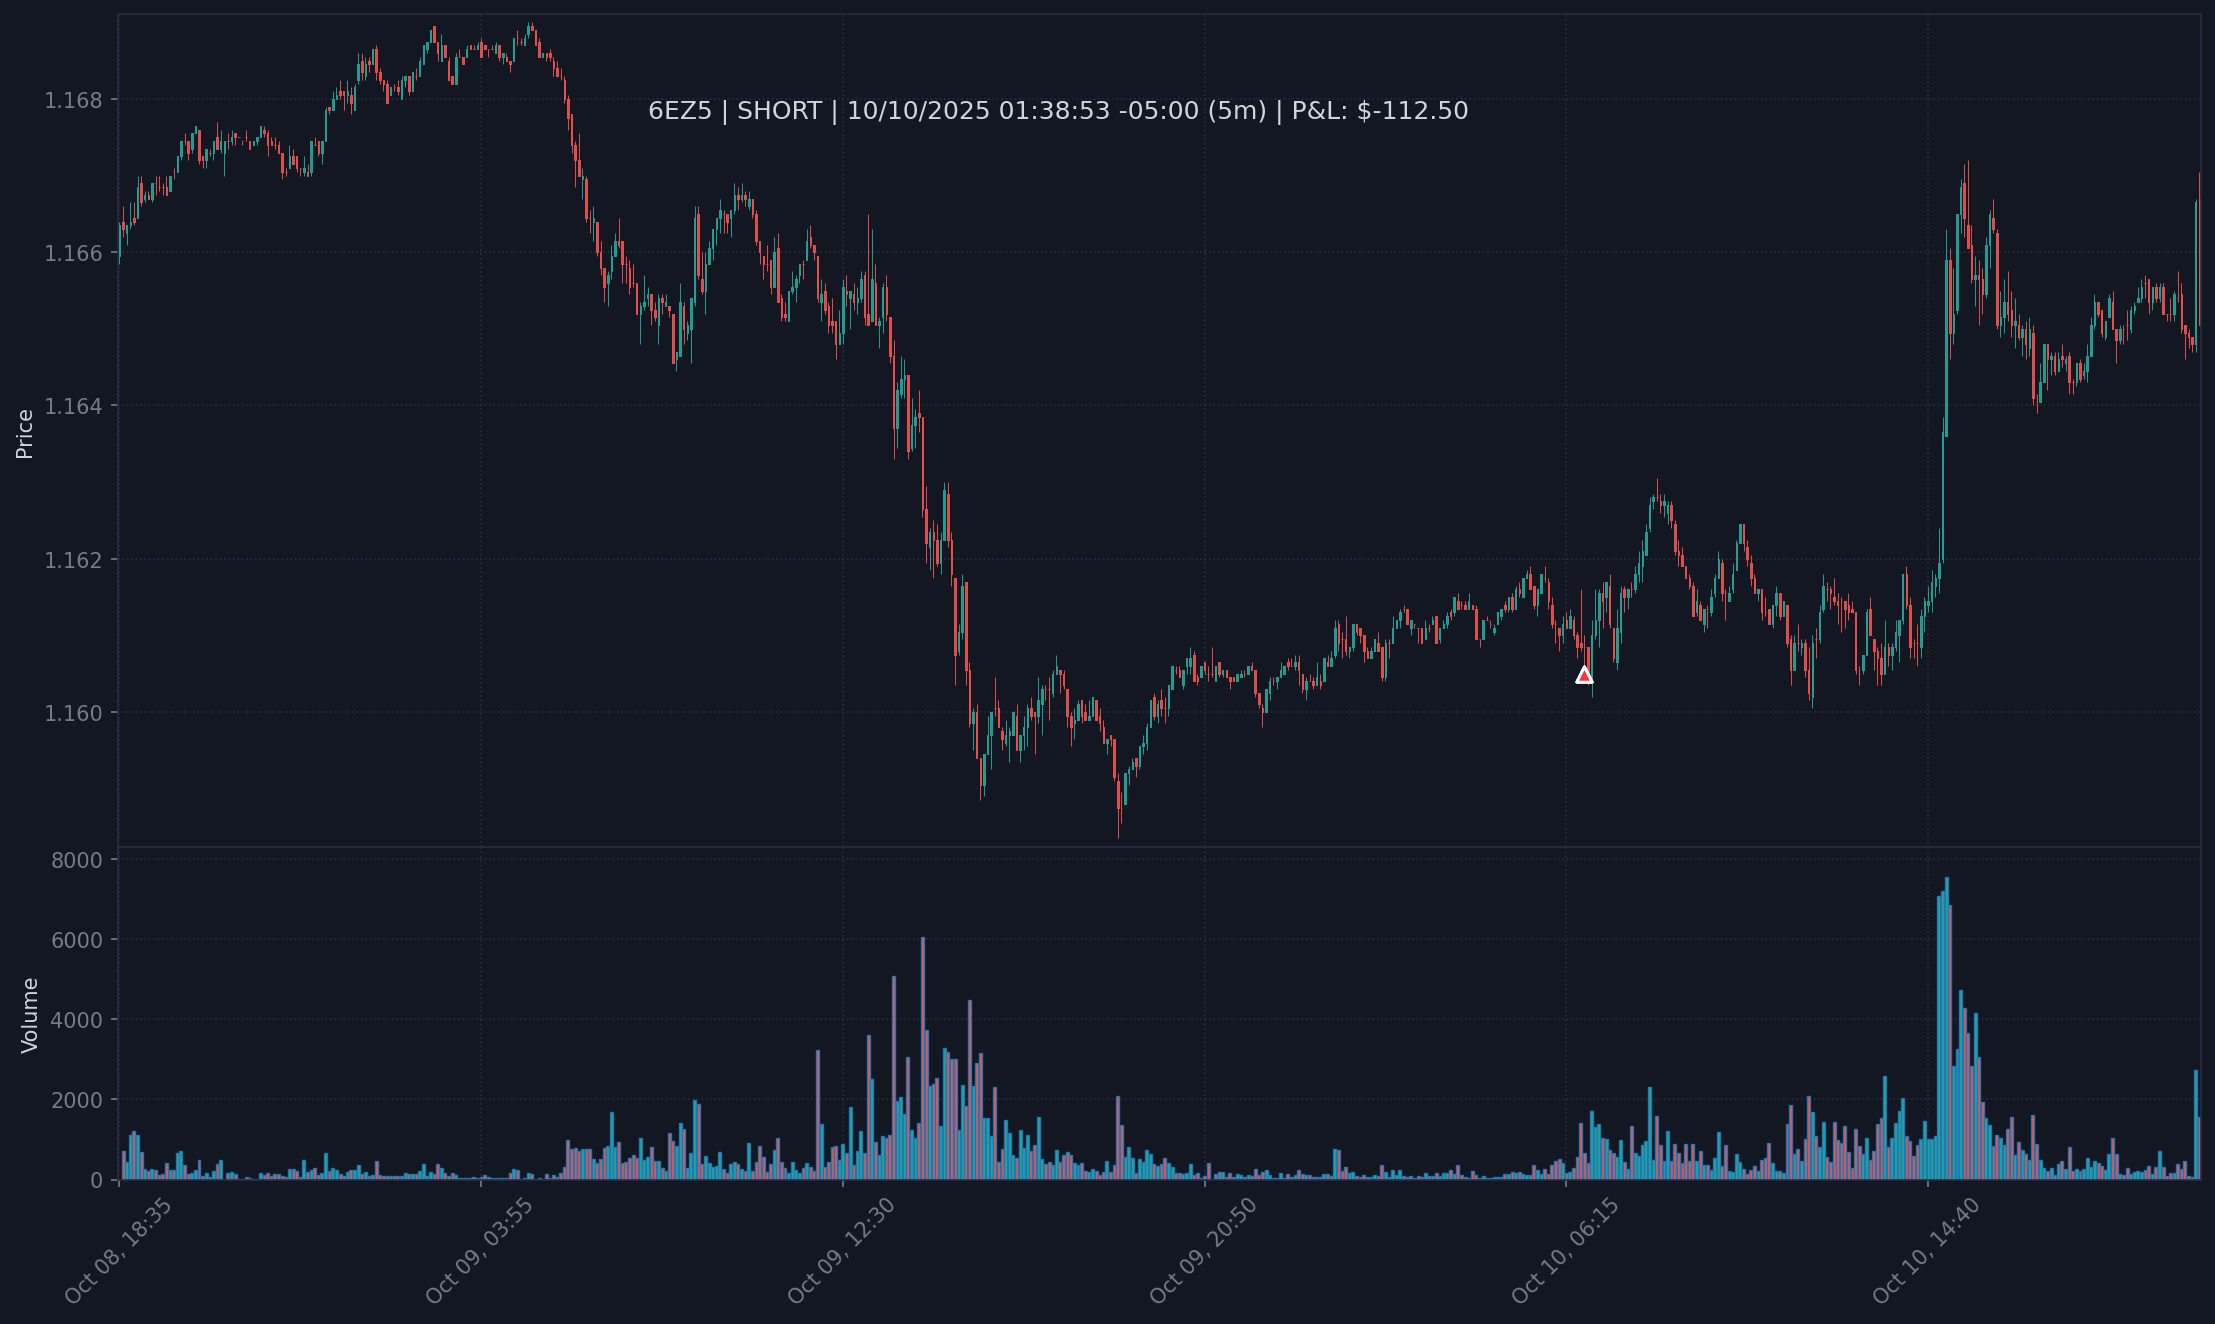 6EZ5 | SHORT | 10/10/2025 01:38:53 -05:00 (5m) | P&L: $-112.50
Price
1.168
1.166
1.164
1.162
1.160
Volume
8000
6000
4000
2000
0
Oct 08, 18:35
Oct 09, 03:55
Oct 09, 12:30
Oct 09, 20:50
Oct 10, 06:15
Oct 10, 14:40